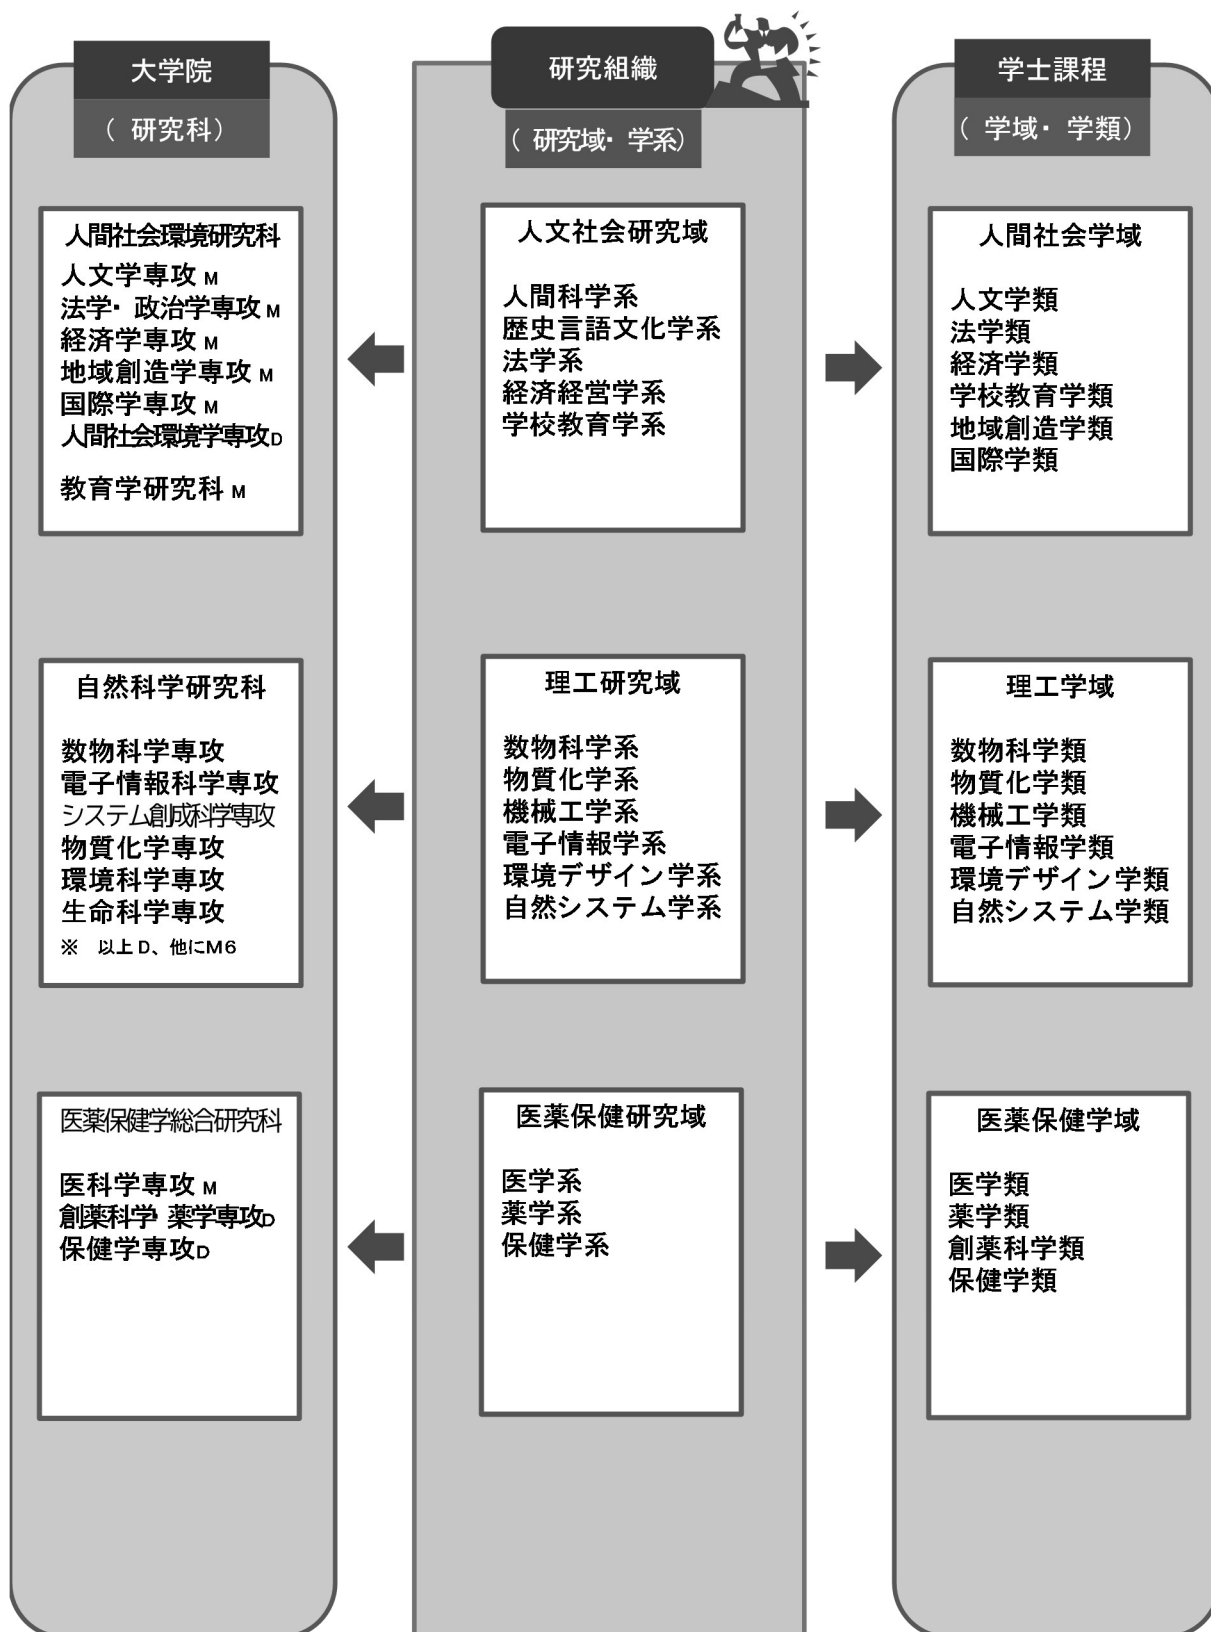 大学院
（研究科）
人間社会環境研究科
人文学専攻 M
法学・政治学専攻 M
経済学専攻 M
地域創造学専攻 M
国際学専攻 M
人間社会環境学専攻D
教育学研究科 M
自然科学研究科
数物科学専攻
電子情報科学専攻
システム創成科学専攻
物質化学専攻
環境科学専攻
生命科学専攻
※　以上D、他にM6
医薬保健学総合研究科
医科学専攻 M
創薬科学・薬学専攻D
保健学専攻D
研究組織
（研究域・学系）
人文社会研究域
人間科学系
歴史言語文化学系
法学系
経済経営学系
学校教育学系
理工研究域
数物科学系
物質化学系
機械工学系
電子情報学系
環境デザイン学系
自然システム学系
医薬保健研究域
医学系
薬学系
保健学系
学士課程
（学域・学類）
人間社会学域
人文学類
法学類
経済学類
学校教育学類
地域創造学類
国際学類
理工学域
数物科学類
物質化学類
機械工学類
電子情報学類
環境デザイン学類
自然システム学類
医薬保健学域
医学類
薬学類
創薬科学類
保健学類